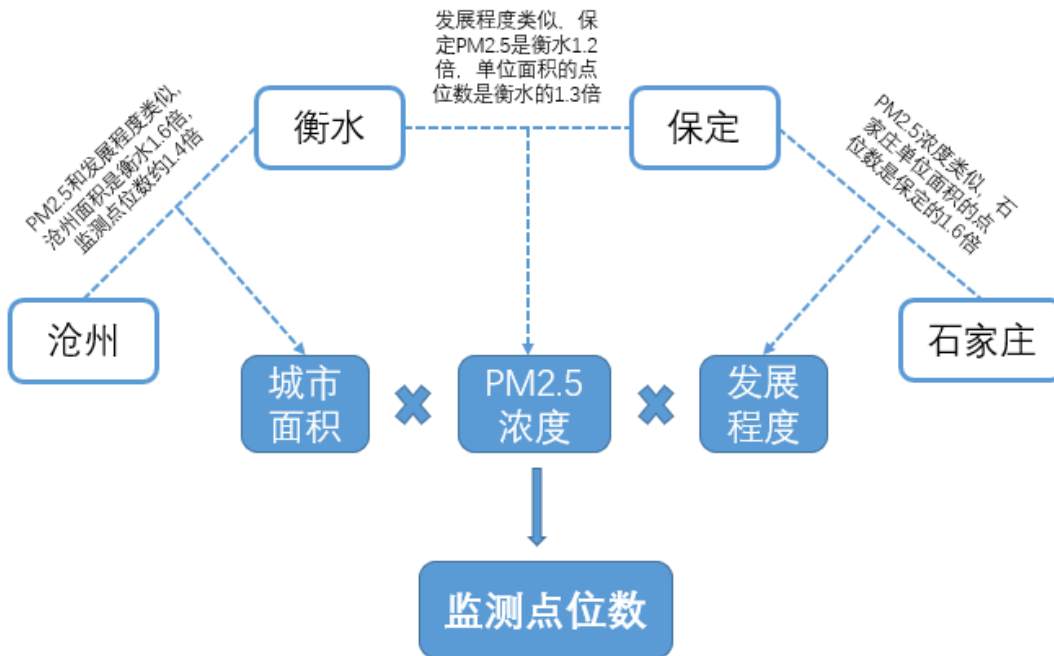 发展程度类似,保
定PM2.5是衡水1.2
倍,单位面积的点
位数是衡水的1.3倍
PM2.5和发展程度类似,
沧州面积是衡水1.6倍,
监测点位数约1.4倍
衡水
保定
PM2.5浓度类似,石
家庄单位面积的点
位数是保定的1.6倍
沧州
石家庄
城市
面积
PM2.5
浓度
发展
程度
监测点位数